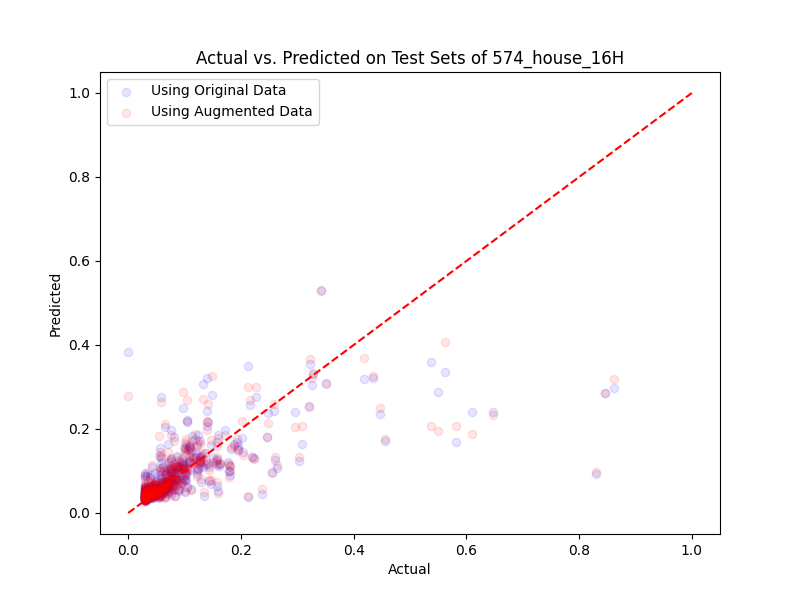 Actual vs. Predicted on Test Sets of 574_house_16H
Using Original Data
Using Augmented Data
1.0
0.8
0.6
0.4
0.2
0.0
Predicted
0.0 0.2 0.4 0.6 0.8 1.0
Actual